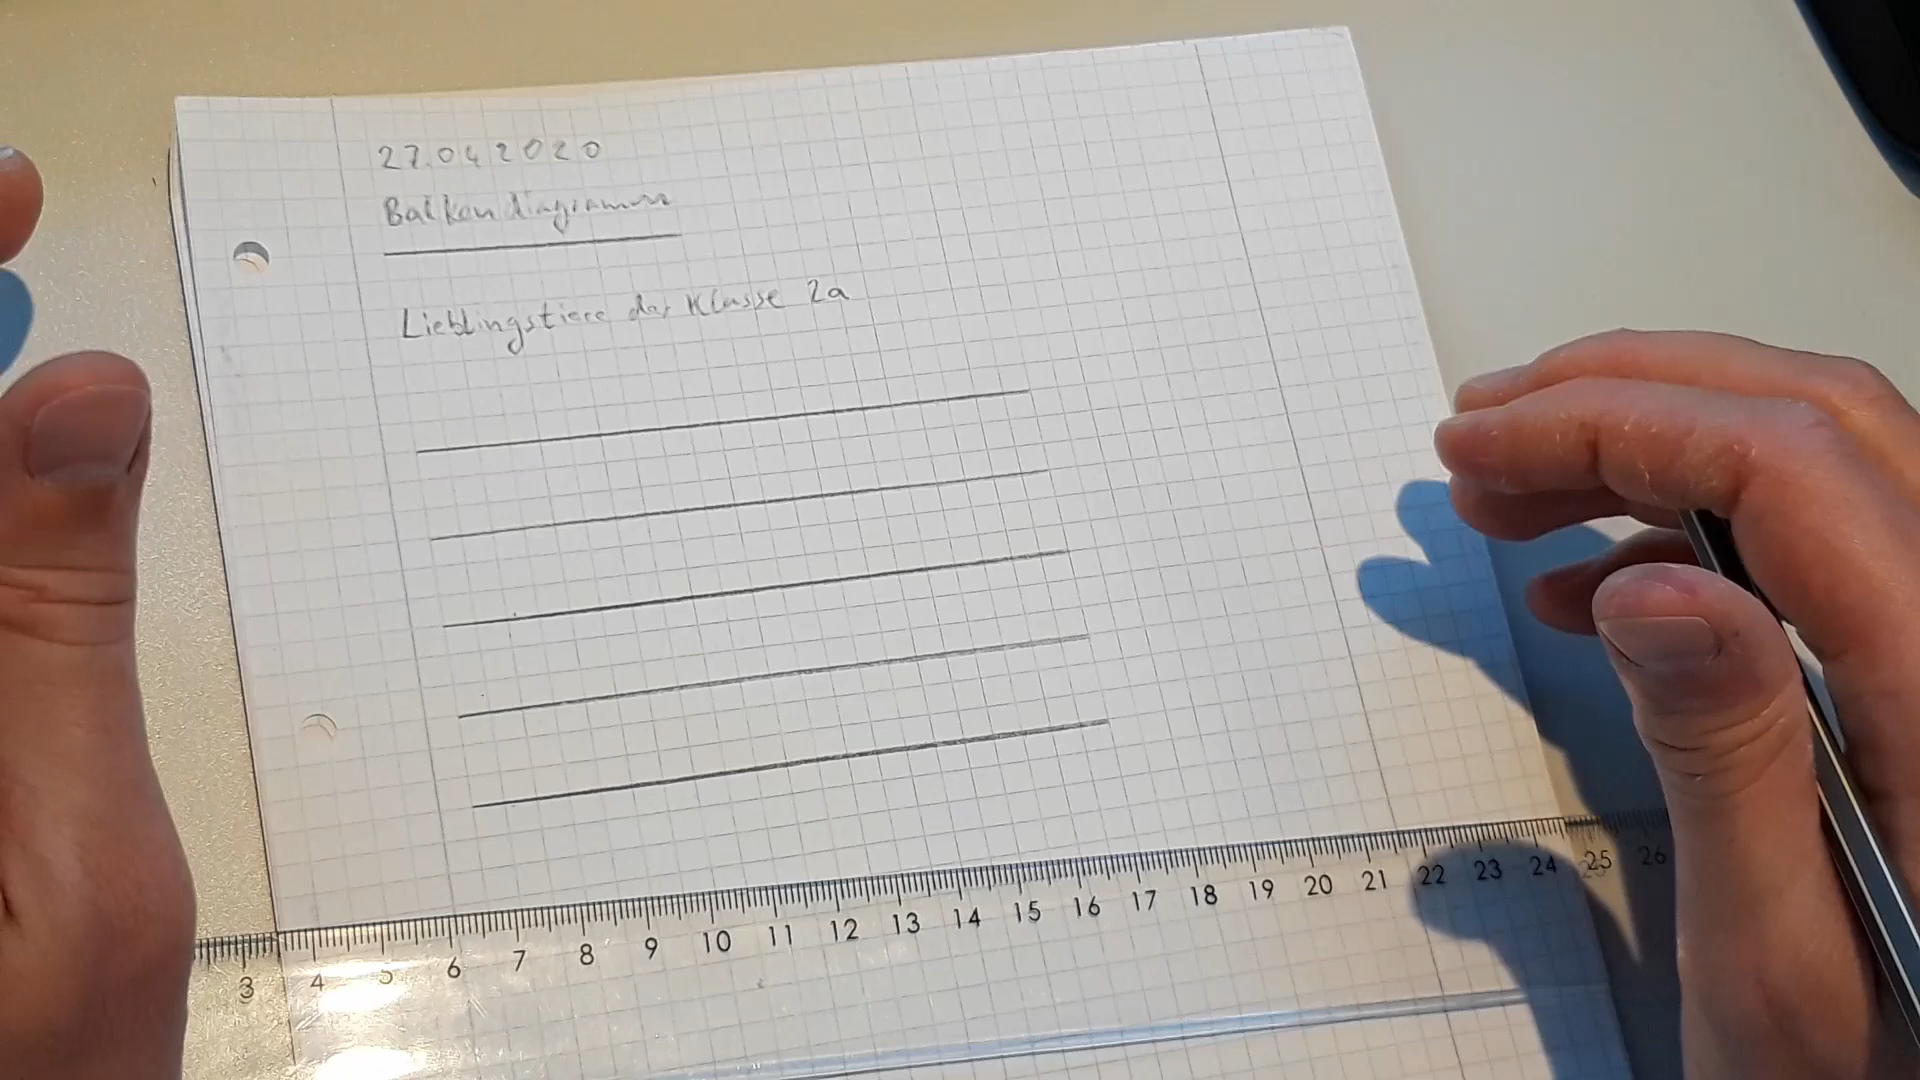 27.04 2020
Balkendiagramm
Lieblingstiere der Klasse 2a
3 4 5 6 7 8 9 10 11 12 13 14 15 16 17 18 19 20 21 22 23 24 25 26